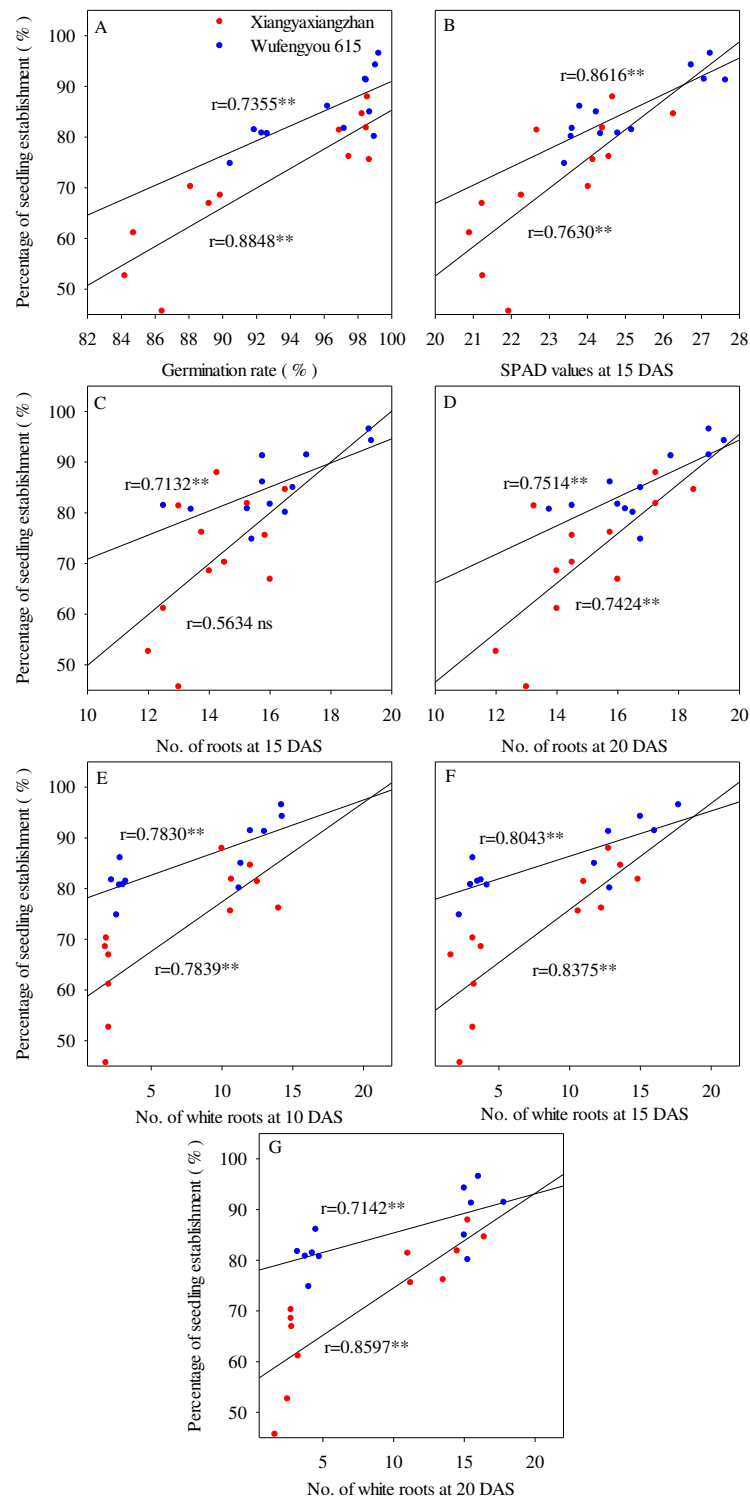 A
Xiangyaxiangzhan
Wufengyou 615
r=0.7355**
r=0.8848**
Percentage of seedling establishment ( % )
100
90
80
70
60
50
82 84 86 88 90 92 94 96 98 100
Germination rate ( % )
B
r=0.8616**
r=0.7630**
20 21 22 23 24 25 26 27 28
SPAD values at 15 DAS
C
r=0.7132**
r=0.5634 ns
Percentage of seedling establishment ( % )
100
90
80
70
60
50
10 12 14 16 18 20
No. of roots at 15 DAS
D
r=0.7514**
r=0.7424**
10 12 14 16 18 20
No. of roots at 20 DAS
E
r=0.7830**
r=0.7839**
Percentage of seedling establishment ( % )
100
90
80
70
60
50
5 10 15 20
No. of white roots at 10 DAS
F
r=0.8043**
r=0.8375**
5 10 15 20
No. of white roots at 15 DAS
G
r=0.7142**
r=0.8597**
Percentage of seedling establishment ( % )
100
90
80
70
60
50
5 10 15 20
No. of white roots at 20 DAS